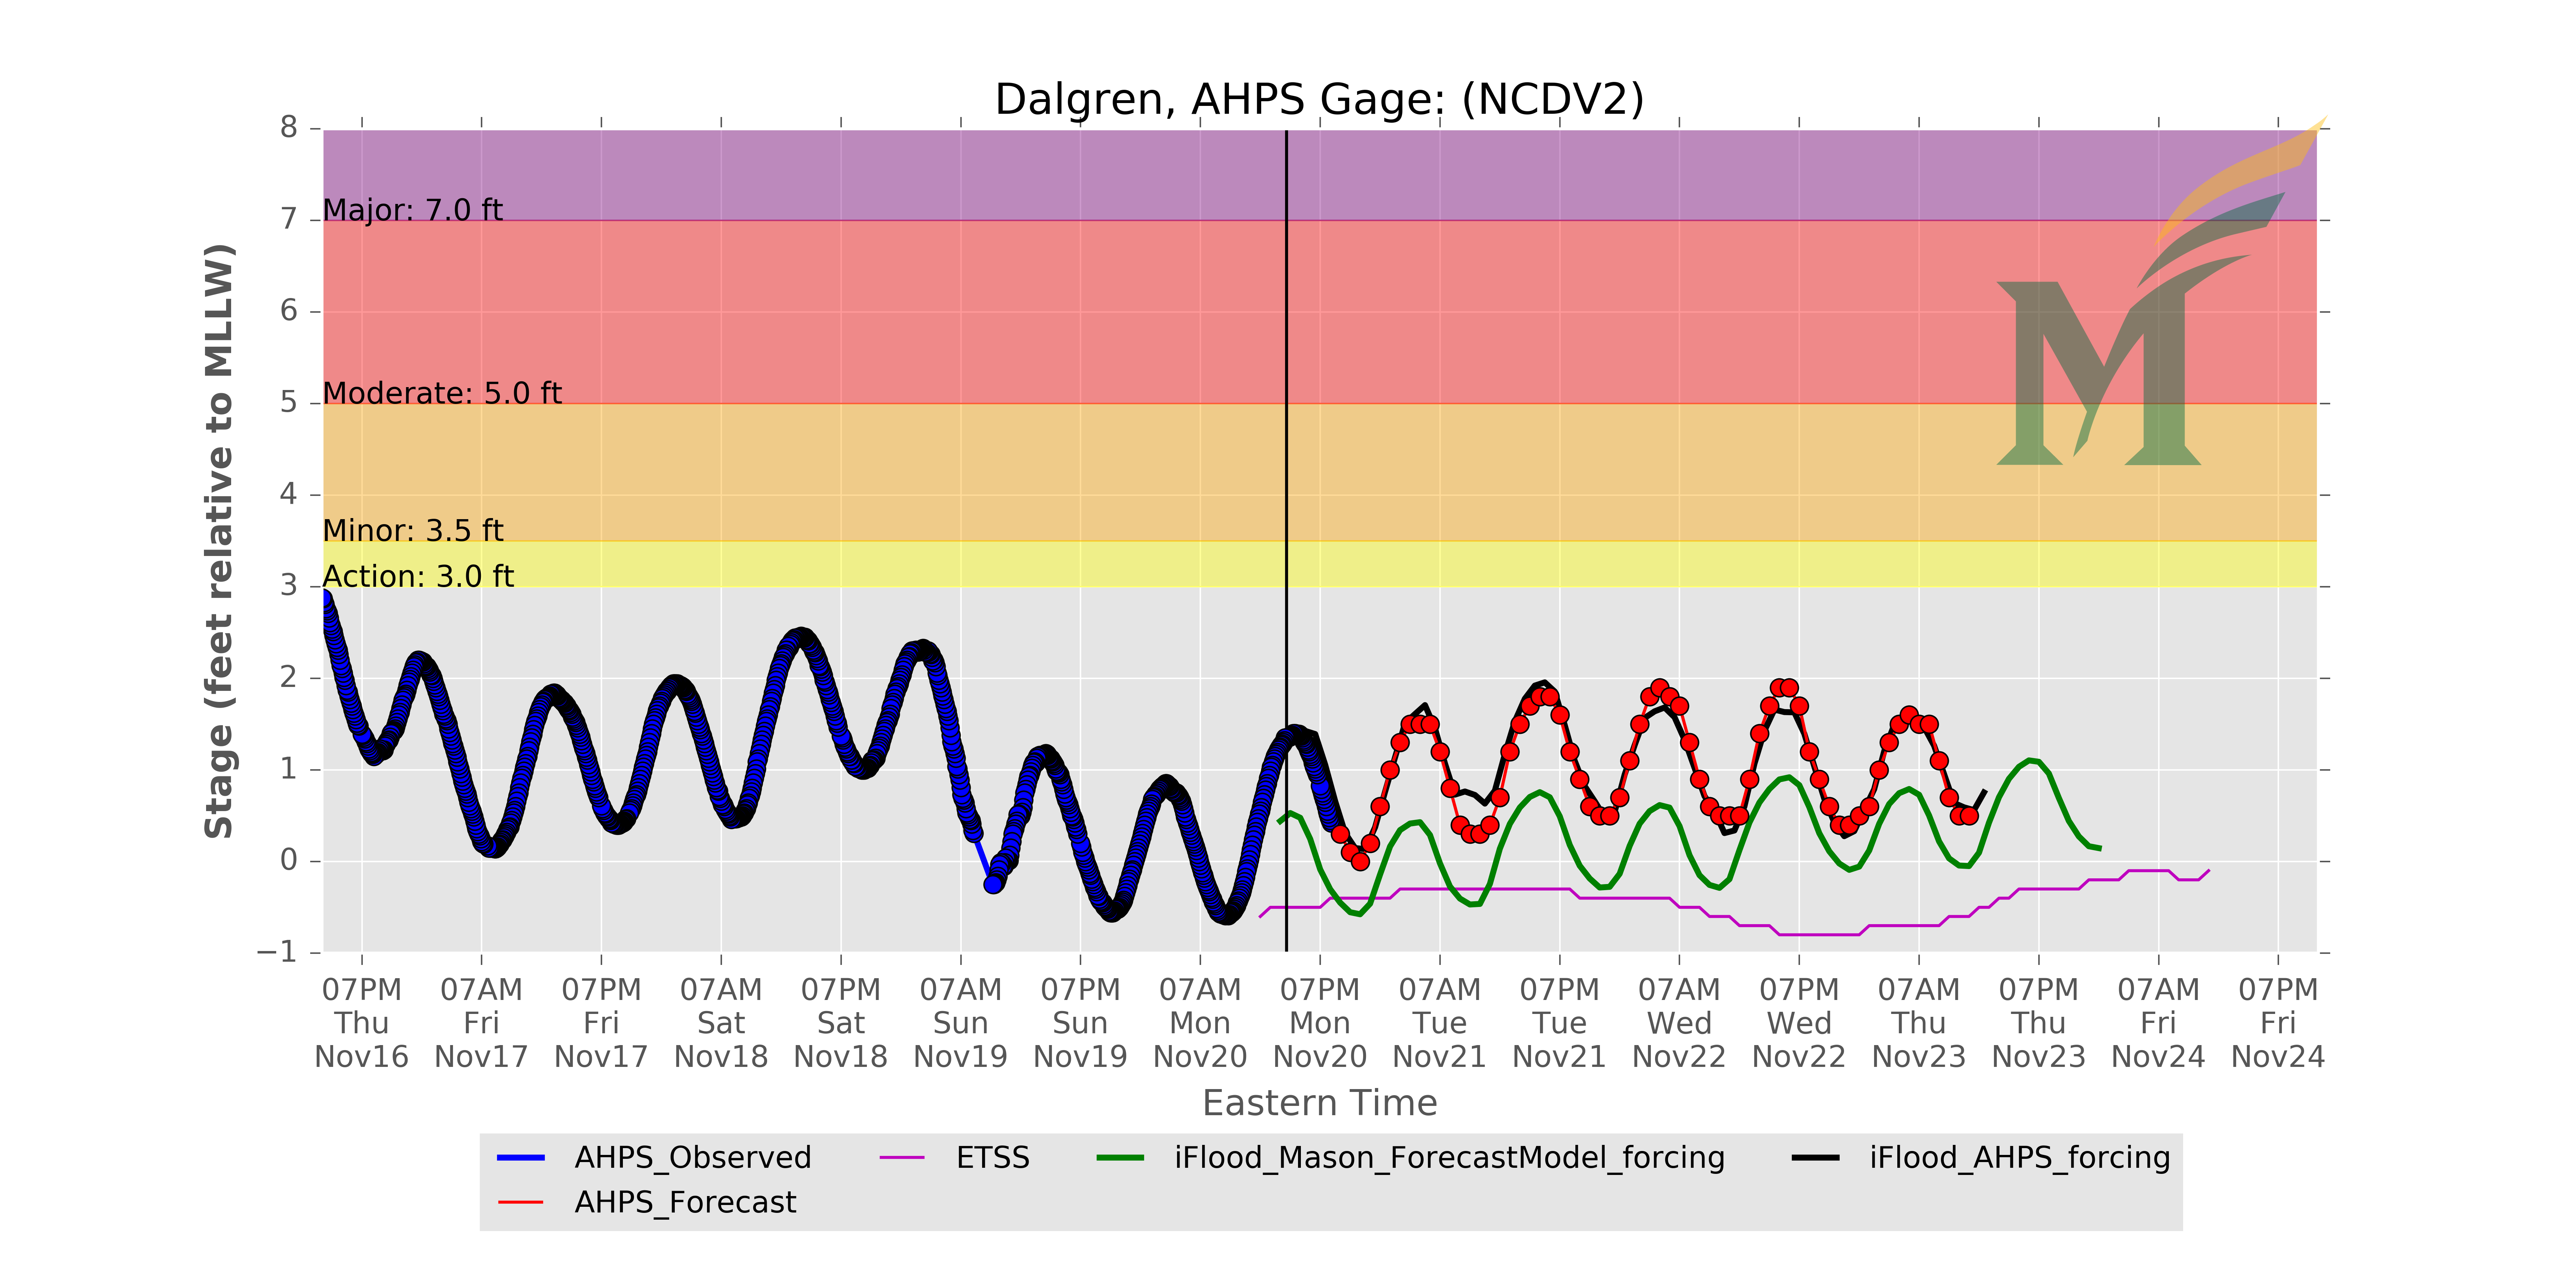 Dalgren, AHPS Gage: (NCDV2)
Stage (feet relative to MLLW)
8
7
6
5
4
3
2
1
0
−1
Major: 7.0 ft
Moderate: 5.0 ft
Minor: 3.5 ft
Action: 3.0 ft
M
07PM 07AM 07PM 07AM 07PM 07AM 07PM 07AM 07PM 07AM 07PM 07AM 07PM 07AM 07PM 07AM 07PM
Thu Fri Fri Sat Sat Sun Sun Mon Mon Tue Tue Wed Wed Thu Thu Fri Fri
Nov16 Nov17 Nov17 Nov18 Nov18 Nov19 Nov19 Nov20 Nov20 Nov21 Nov21 Nov22 Nov22 Nov23 Nov23 Nov24 Nov24
Eastern Time
AHPS_Observed ETSS iFlood_Mason_ForecastModel_forcing iFlood_AHPS_forcing
AHPS_Forecast